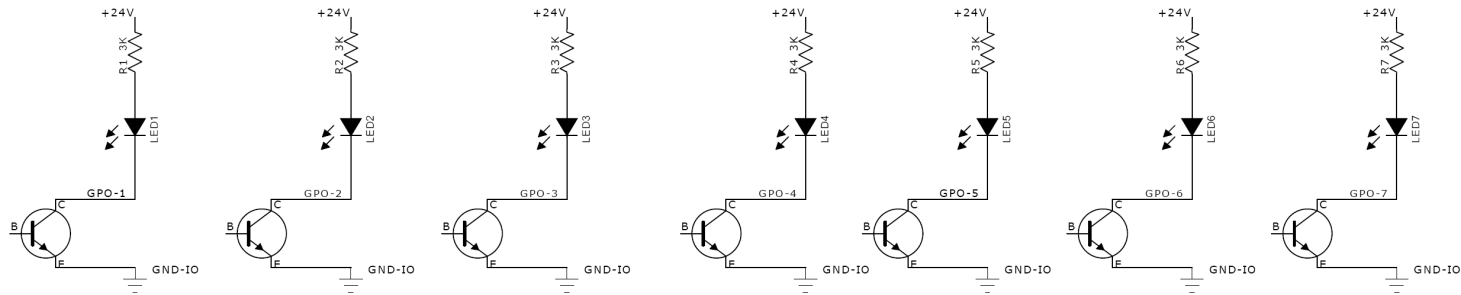 +24V +24V +24V +24V +24V +24V +24V
R1 3K R2 3K R3 3K R4 3K R5 3K R6 3K R7 3K
LED1 LED2 LED3 LED4 LED5 LED6 LED7
GPO-1 GPO-2 GPO-3 GPO-4 GPO-5 GPO-6 GPO-7
C C C C C C C
B B B B B B B
E E E E E E E
GND-IO GND-IO GND-IO GND-IO GND-IO GND-IO GND-IO